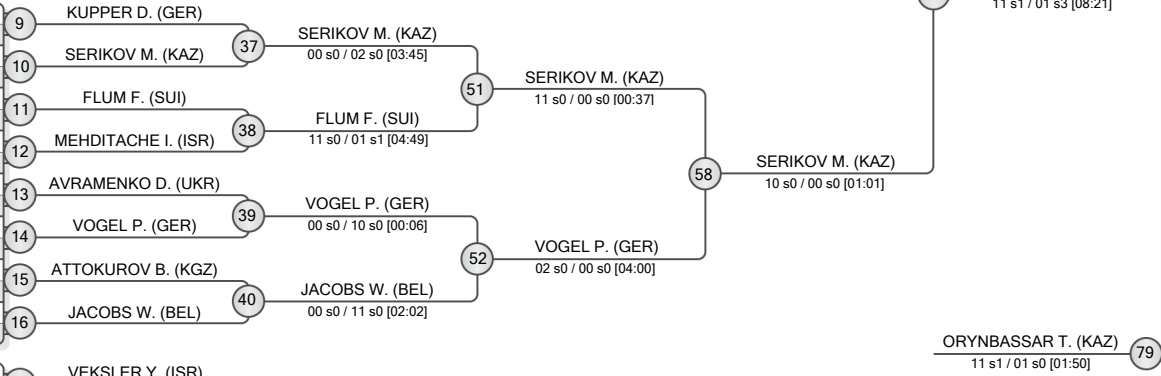 11 s1 / 01 s3 [08:21]
9 KUPPER D. (GER)
37 SERIKOV M. (KAZ)
00 s0 / 02 s0 [03:45]
10 SERIKOV M. (KAZ)
51 SERIKOV M. (KAZ)
11 s0 / 00 s0 [00:37]
11 FLUM F. (SUI)
38 FLUM F. (SUI)
11 s0 / 01 s1 [04:49]
12 MEHDITACHE I. (ISR)
58 SERIKOV M. (KAZ)
10 s0 / 00 s0 [01:01]
13 AVRAMENKO D. (UKR)
39 VOGEL P. (GER)
00 s0 / 10 s0 [00:06]
14 VOGEL P. (GER)
52 VOGEL P. (GER)
02 s0 / 00 s0 [04:00]
15 ATTOKUROV B. (KGZ)
40 JACOBS W. (BEL)
00 s0 / 11 s0 [02:02]
16 JACOBS W. (BEL)
ORYNBASSAR T. (KAZ) 79
11 s1 / 01 s0 [01:50]
VEKSLER Y. (ISR)